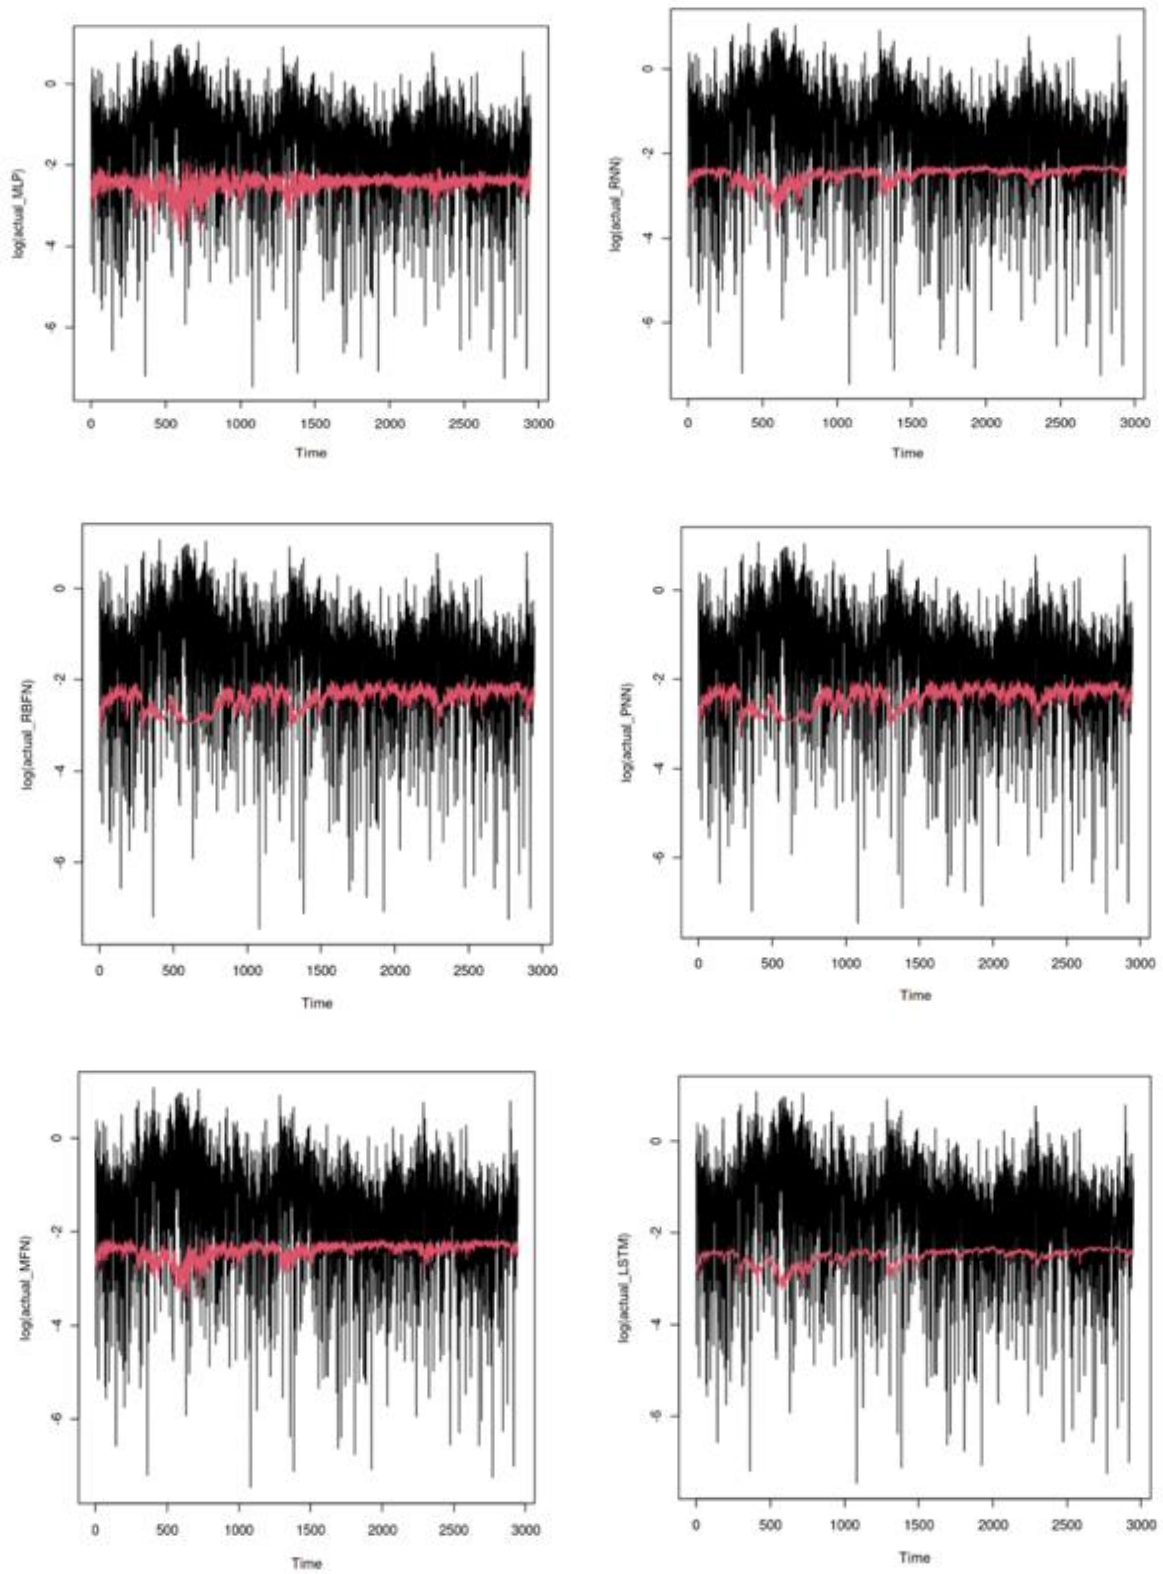 log(actual_MLP)
0
-2
-4
-6
0 500 1000 1500 2000 2500 3000
Time
log(actual_RNN)
0
-2
-4
-6
0 500 1000 1500 2000 2500 3000
Time
log(actual_RBFN)
0
-2
-4
-6
0 500 1000 1500 2000 2500 3000
Time
log(actual_PNN)
0
-2
-4
-6
0 500 1000 1500 2000 2500 3000
Time
log(actual_MFN)
0
-2
-4
-6
0 500 1000 1500 2000 2500 3000
Time
log(actual_LSTM)
0
-2
-4
-6
0 500 1000 1500 2000 2500 3000
Time